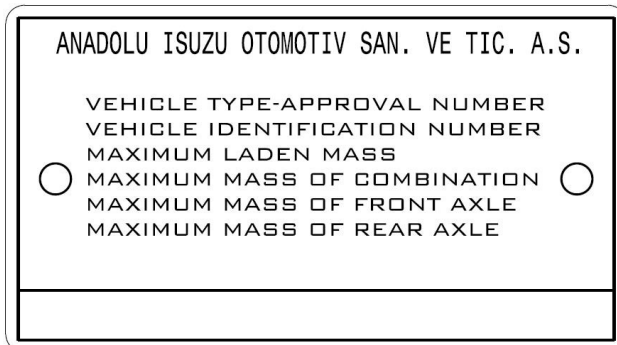 ANADOLU ISUZU OTOMOTIV SAN. VE TIC. A.S.
VEHICLE TYPE-APPROVAL NUMBER
VEHICLE IDENTIFICATION NUMBER
MAXIMUM LADEN MASS
MAXIMUM MASS OF COMBINATION
MAXIMUM MASS OF FRONT AXLE
MAXIMUM MASS OF REAR AXLE